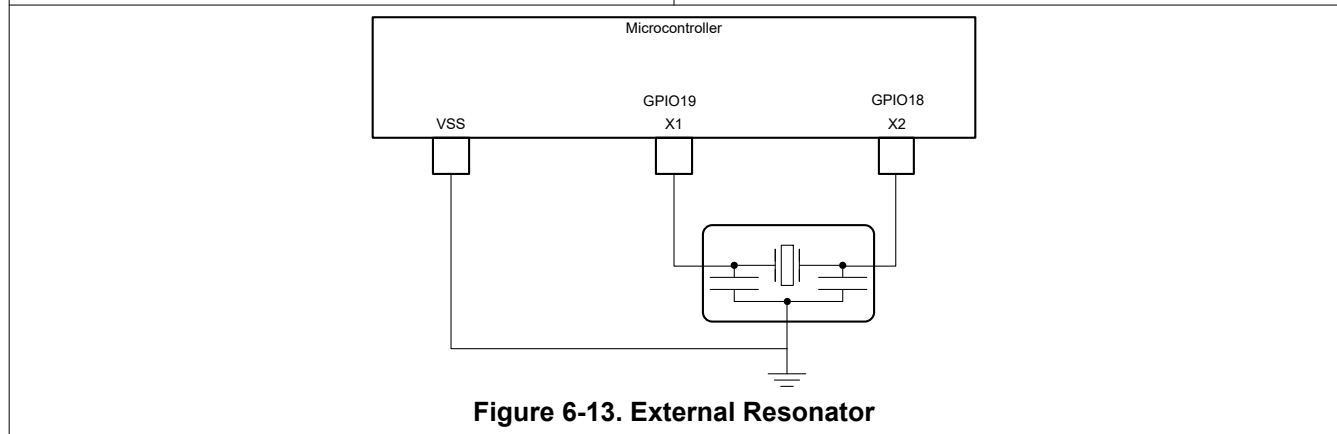 Microcontroller
GPIO19 GPIO18
VSS X1 X2
Figure 6-13. External Resonator